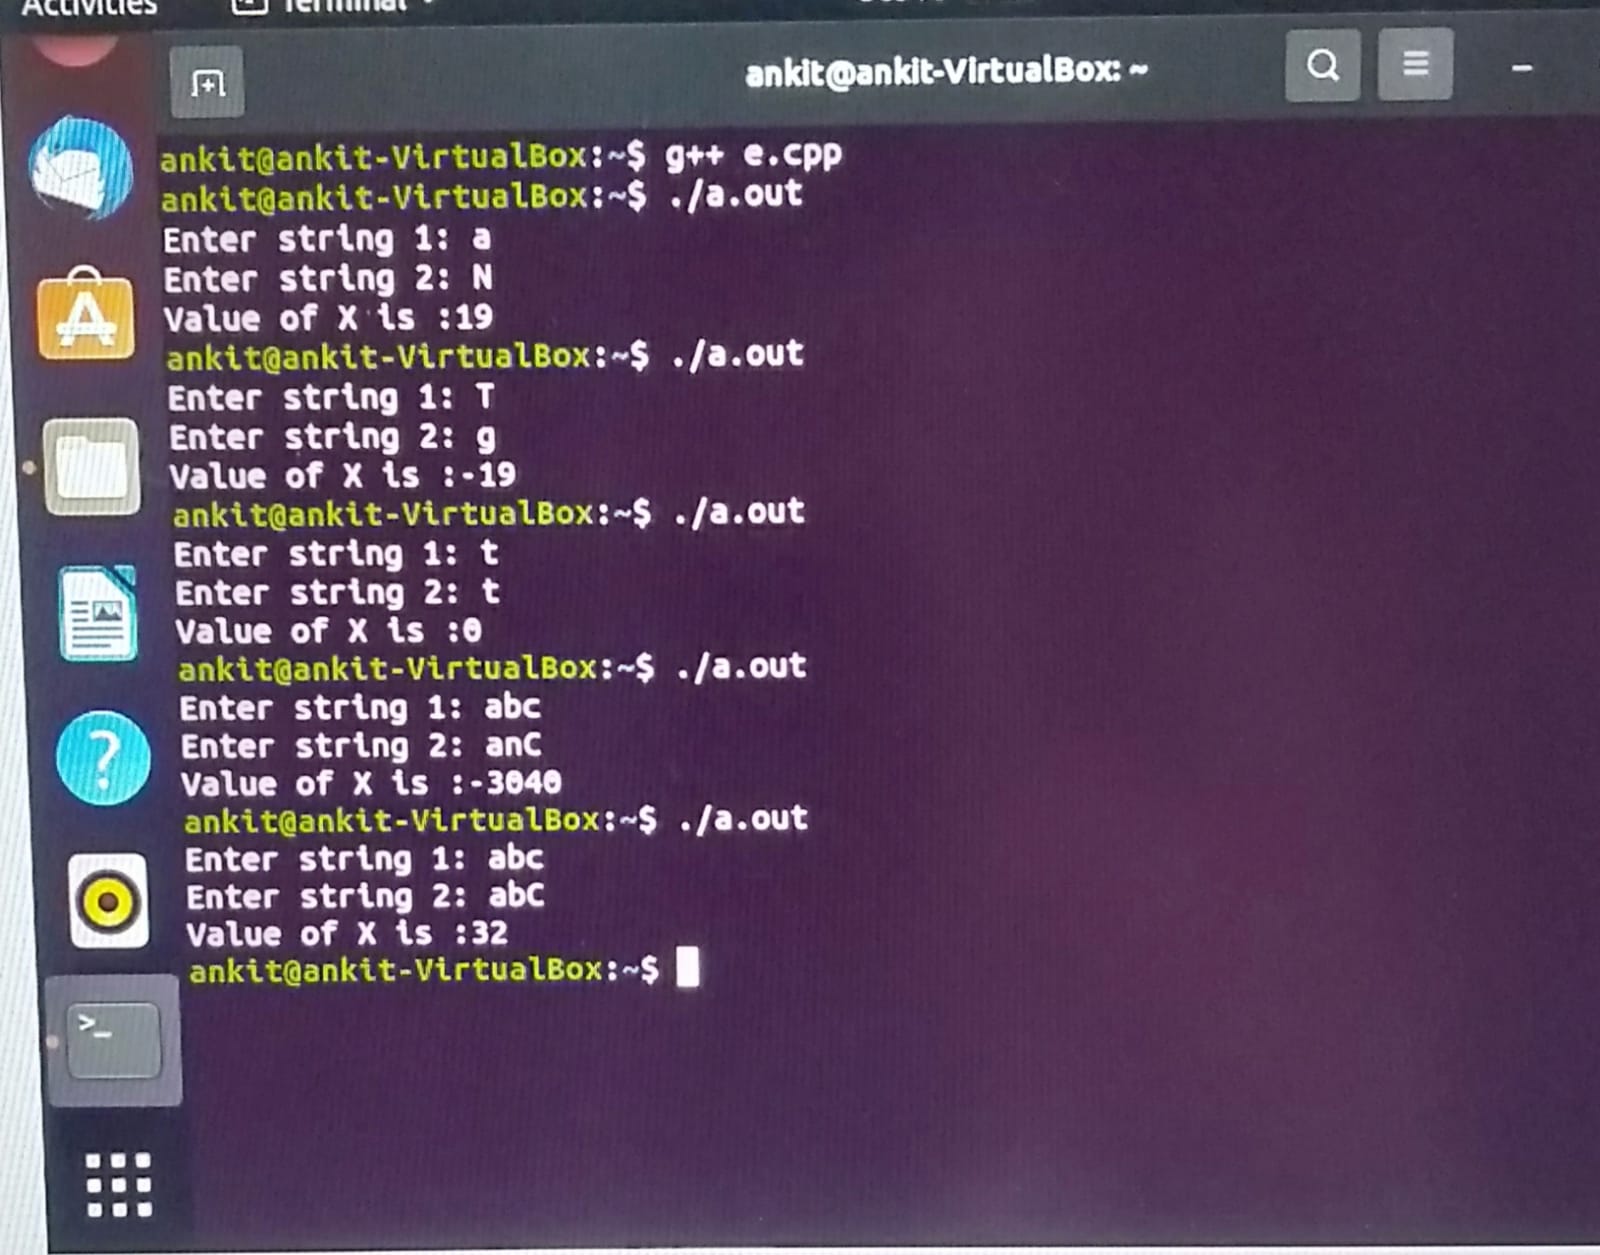 Activities
Terminal
ankit@ankit-VirtualBox: ~
ankit@ankit-VirtualBox:~$ g++ e.cpp
ankit@ankit-VirtualBox:~$ ./a.out
Enter string 1: a
Enter string 2: N
Value of X is :19
ankit@ankit-VirtualBox:~$ ./a.out
Enter string 1: T
Enter string 2: g
Value of X is :-19
ankit@ankit-VirtualBox:~$ ./a.out
Enter string 1: t
Enter string 2: t
Value of X is :0
ankit@ankit-VirtualBox:~$ ./a.out
Enter string 1: abc
Enter string 2: anC
Value of X is :-3040
ankit@ankit-VirtualBox:~$ ./a.out
Enter string 1: abc
Enter string 2: abC
Value of X is :32
ankit@ankit-VirtualBox:~$